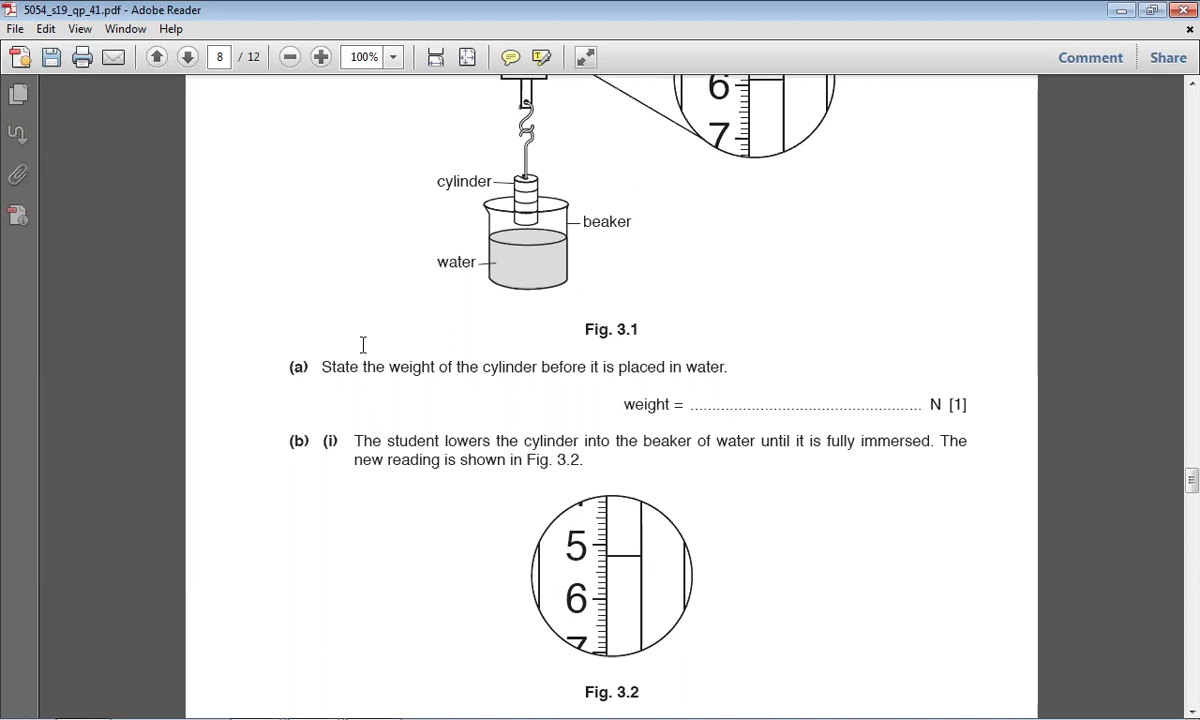 5054_s19_qp_41.pdf - Adobe Reader
File Edit View Window Help
8 / 12 100% Comment Share
6
7
cylinder
beaker
water
Fig. 3.1
(a) State the weight of the cylinder before it is placed in water.
weight = ..................................................... N [1]
(b) (i) The student lowers the cylinder into the beaker of water until it is fully immersed. The
new reading is shown in Fig. 3.2.
5
6
7
Fig. 3.2